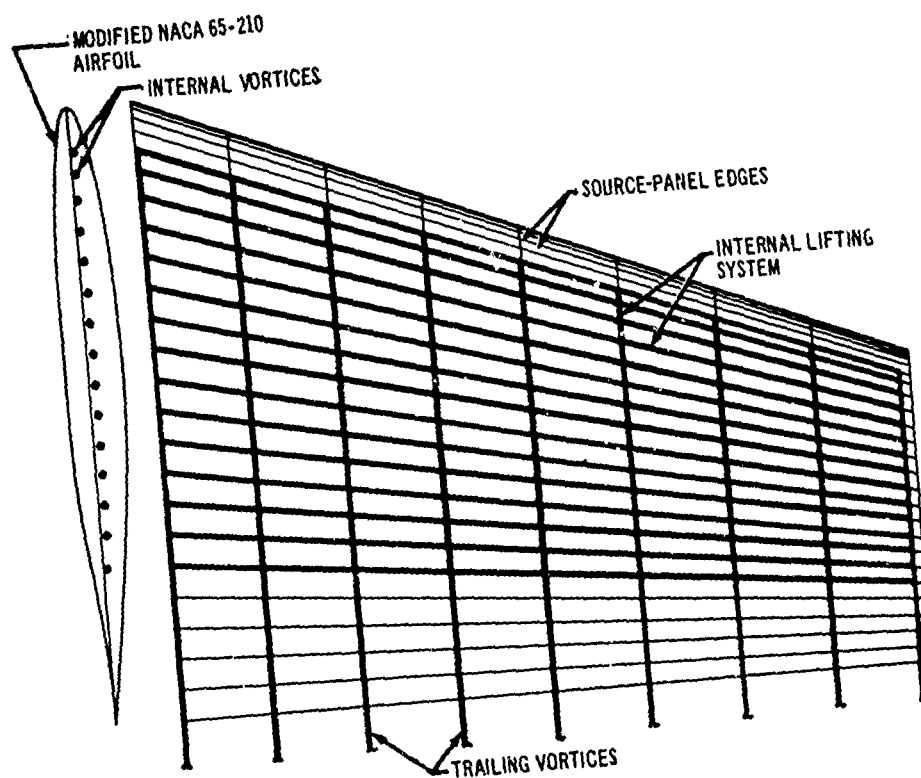 MODIFIED NACA 65-210
AIRFOIL
INTERNAL VORTICES
SOURCE-PANEL EDGES
INTERNAL LIFTING
SYSTEM
TRAILING VORTICES